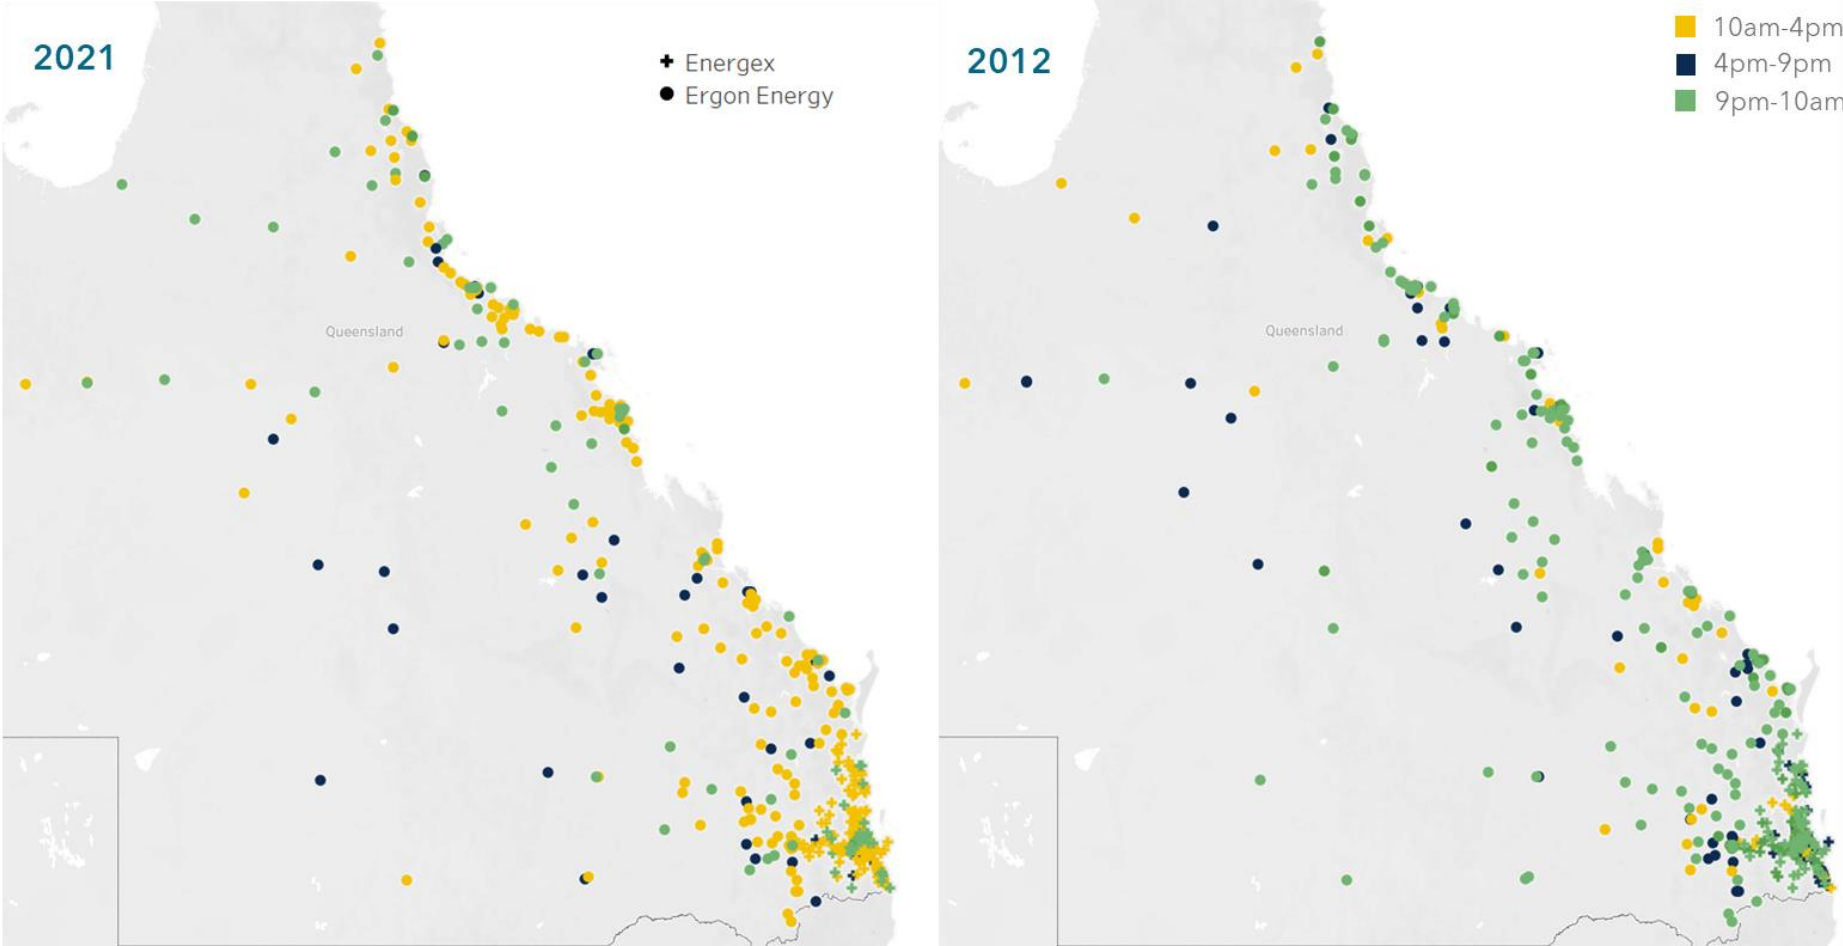 2021
Energex
Ergon Energy
Queensland
2012
10am-4pm
4pm-9pm
9pm-10am
Queensland